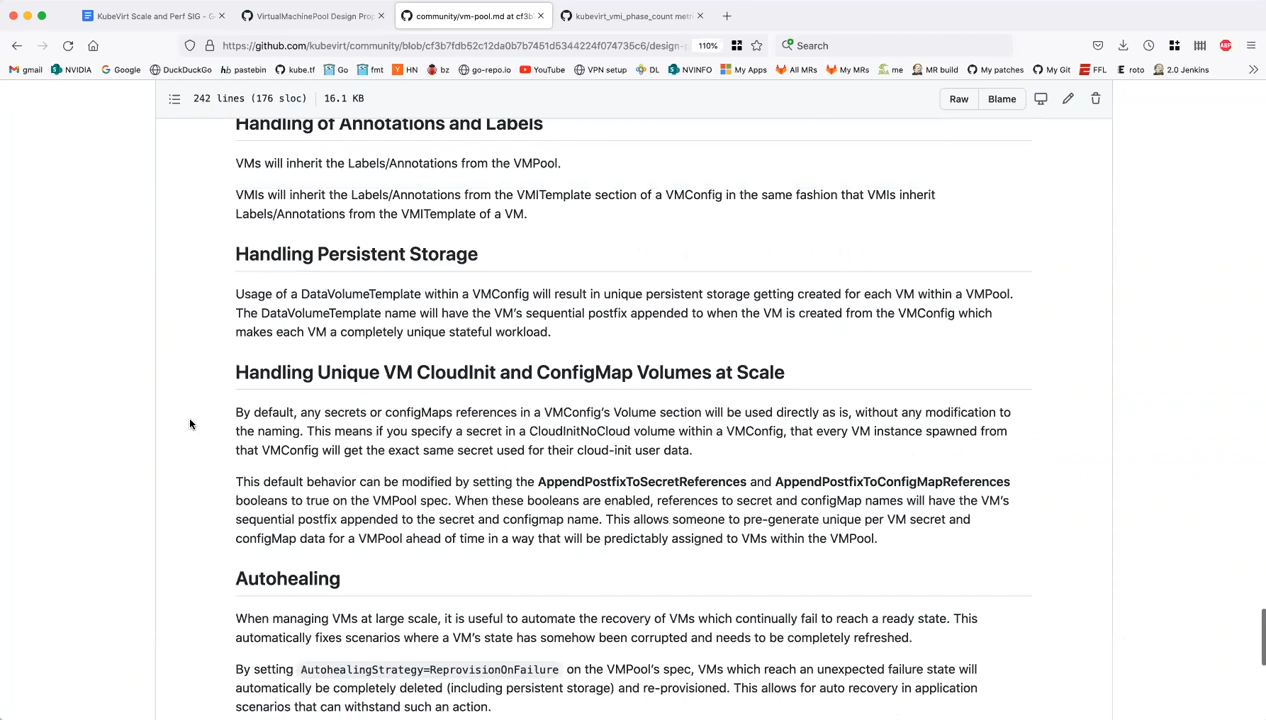 KubeVirt Scale and Perf SIG - G
VirtualMachinePool Design Prop
community/vm-pool.md at cf3b
kubevirt_vmi_phase_count metri
https://github.com/kubevirt/community/blob/cf3b7fdb52c12da0b7b7451d5344224f074735c6/design-p
110%
Search
gmail
NVIDIA
Google
DuckDuckGo
pastebin
kube.tf
Go
fmt
HN
bz
go-repo.io
YouTube
VPN setup
DL
NVINFO
My Apps
All MRs
My MRs
me
MR build
My patches
My Git
FFL
roto
2.0 Jenkins
242 lines (176 sloc)
16.1 KB
Raw
Blame
Handling of Annotations and Labels
VMs will inherit the Labels/Annotations from the VMPool.
VMIs will inherit the Labels/Annotations from the VMITemplate section of a VMConfig in the same fashion that VMIs inherit
Labels/Annotations from the VMITemplate of a VM.
Handling Persistent Storage
Usage of a DataVolumeTemplate within a VMConfig will result in unique persistent storage getting created for each VM within a VMPool.
The DataVolumeTemplate name will have the VM's sequential postfix appended to when the VM is created from the VMConfig which
makes each VM a completely unique stateful workload.
Handling Unique VM CloudInit and ConfigMap Volumes at Scale
By default, any secrets or configMaps references in a VMConfig's Volume section will be used directly as is, without any modification to
the naming. This means if you specify a secret in a CloudInitNoCloud volume within a VMConfig, that every VM instance spawned from
that VMConfig will get the exact same secret used for their cloud-init user data.
This default behavior can be modified by setting the AppendPostfixToSecretReferences and AppendPostfixToConfigMapReferences
booleans to true on the VMPool spec. When these booleans are enabled, references to secret and configMap names will have the VM's
sequential postfix appended to the secret and configmap name. This allows someone to pre-generate unique per VM secret and
configMap data for a VMPool ahead of time in a way that will be predictably assigned to VMs within the VMPool.
Autohealing
When managing VMs at large scale, it is useful to automate the recovery of VMs which continually fail to reach a ready state. This
automatically fixes scenarios where a VM's state has somehow been corrupted and needs to be completely refreshed.
By setting AutohealingStrategy=ReprovisionOnFailure on the VMPool's spec, VMs which reach an unexpected failure state will
automatically be completely deleted (including persistent storage) and re-provisioned. This allows for auto recovery in application
scenarios that can withstand such an action.